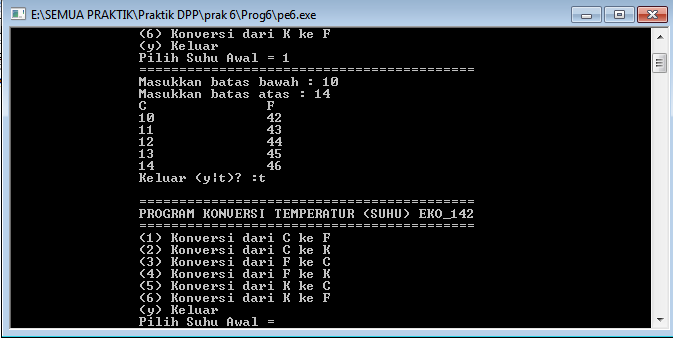 E:\SEMUA PRAKTIK\Praktik DPP\prak 6\Prog6\pe6.exe
(6) Konversi dari K ke F
(y) Keluar
Pilih Suhu Awal = 1
==========================================
Masukkan batas bawah : 10
Masukkan batas atas : 14
C F
10 42
11 43
12 44
13 45
14 46
Keluar (y|t)? :t
==========================================
PROGRAM KONVERSI TEMPERATUR (SUHU) EKO_142
==========================================
(1) Konversi dari C ke F
(2) Konversi dari C ke K
(3) Konversi dari F ke C
(4) Konversi dari F ke K
(5) Konversi dari K ke C
(6) Konversi dari K ke F
(y) Keluar
Pilih Suhu Awal =